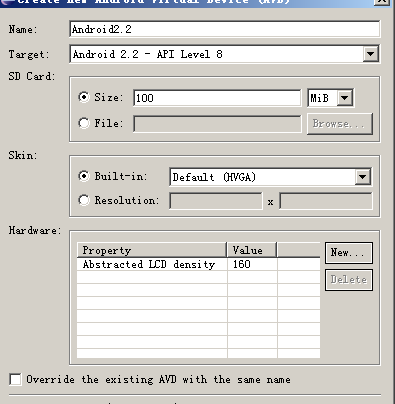 Create new Android Virtual Device (AVD)
Name: Android2.2
Target: Android 2.2 - API Level 8
SD Card:
Size: 100 MiB
File: Browse...
Skin:
Built-in: Default (HVGA)
Resolution: x
Hardware:
Property Value New...
Abstracted LCD density 160
Delete
Override the existing AVD with the same name